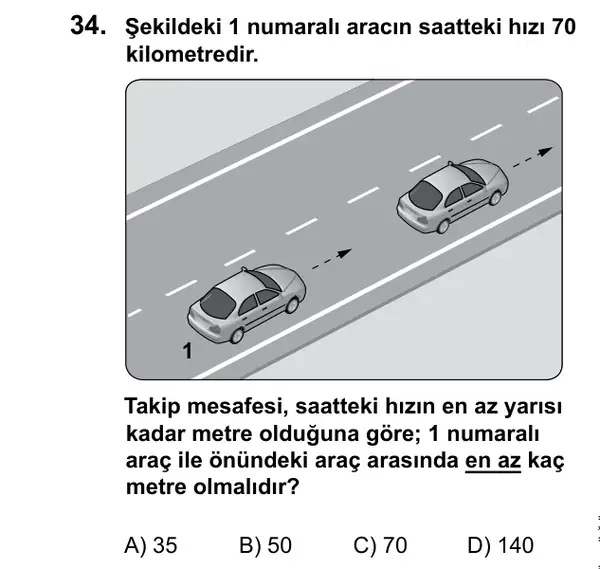 34. Şekildeki 1 numaralı aracın saatteki hızı 70
kilometredir.
1
Takip mesafesi, saatteki hızın en az yarısı
kadar metre olduğuna göre; 1 numaralı
araç ile önündeki araç arasında en az kaç
metre olmalıdır?
A) 35 B) 50 C) 70 D) 140